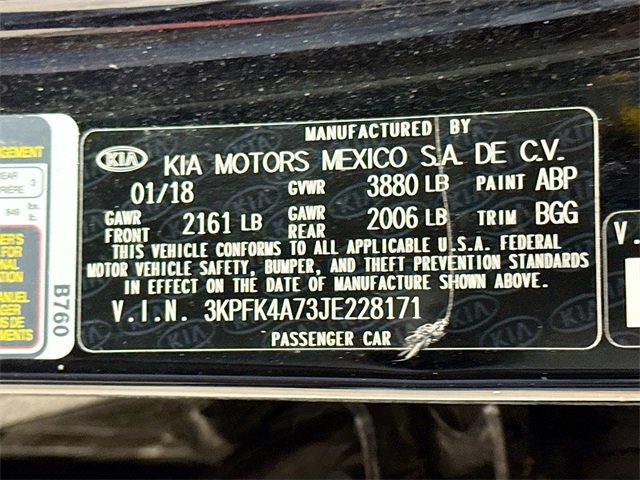 MANUFACTURED BY
KIA KIA MOTORS MEXICO S.A. DE C.V.
01/18 GVWR 3880 LB PAINT ABP
GAWR FRONT 2161 LB GAWR REAR 2006 LB TRIM BGG
THIS VEHICLE CONFORMS TO ALL APPLICABLE U.S.A. FEDERAL
MOTOR VEHICLE SAFETY, BUMPER, AND THEFT PREVENTION STANDARDS
IN EFFECT ON THE DATE OF MANUFACTURE SHOWN ABOVE.
V.I.N. 3KPFK4A73JE228171
PASSENGER CAR
B760
V.